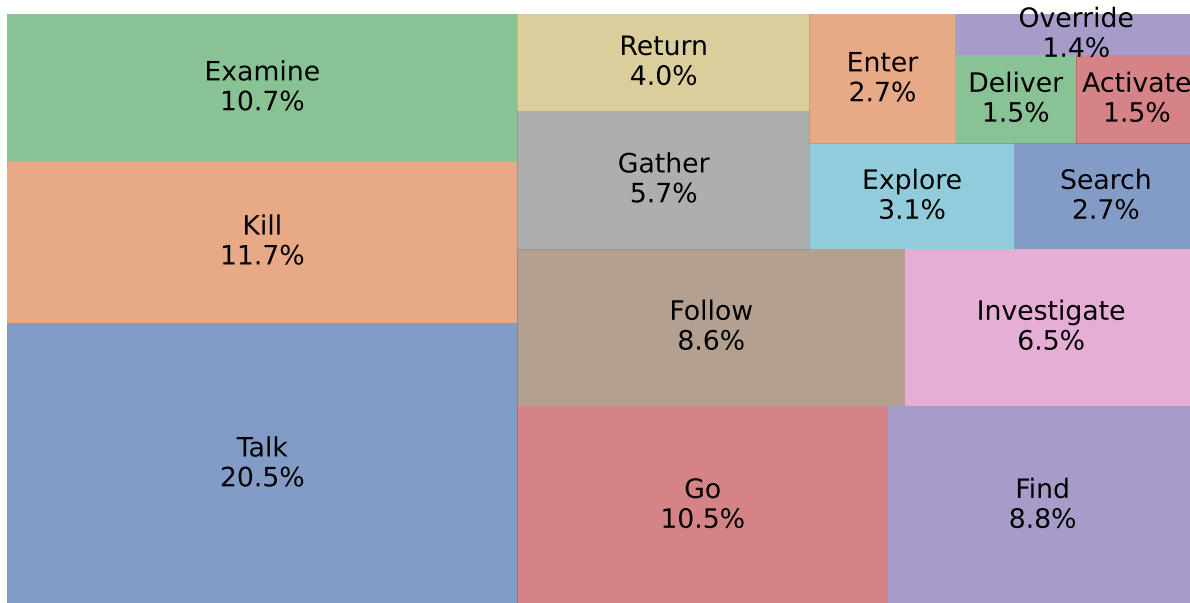 Examine
10.7%
Kill
11.7%
Talk
20.5%
Return
4.0%
Gather
5.7%
Enter
2.7%
Override
1.4%
Deliver
1.5%
Activate
1.5%
Explore
3.1%
Search
2.7%
Follow
8.6%
Investigate
6.5%
Go
10.5%
Find
8.8%